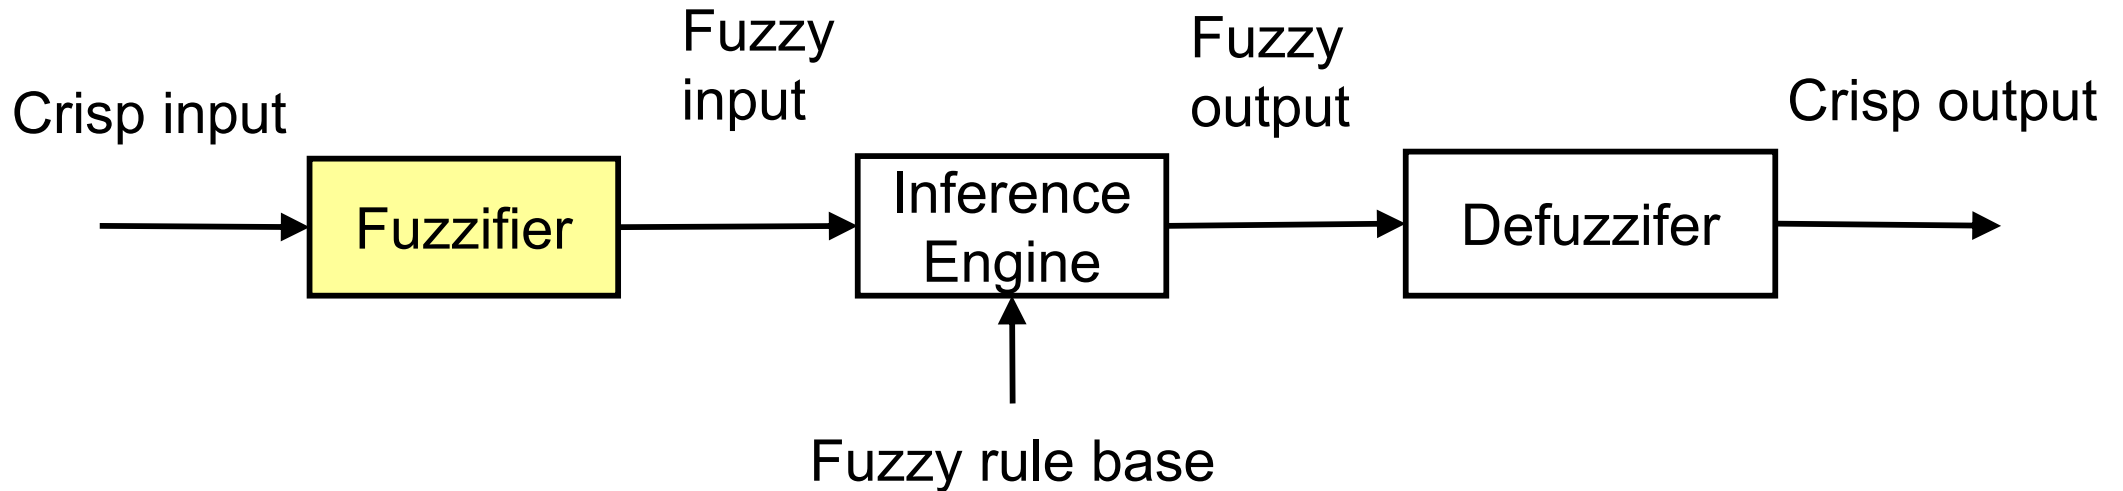 Crisp input
Fuzzifier
Fuzzy
input
Inference
Engine
Fuzzy rule base
Fuzzy
output
Defuzzifer
Crisp output